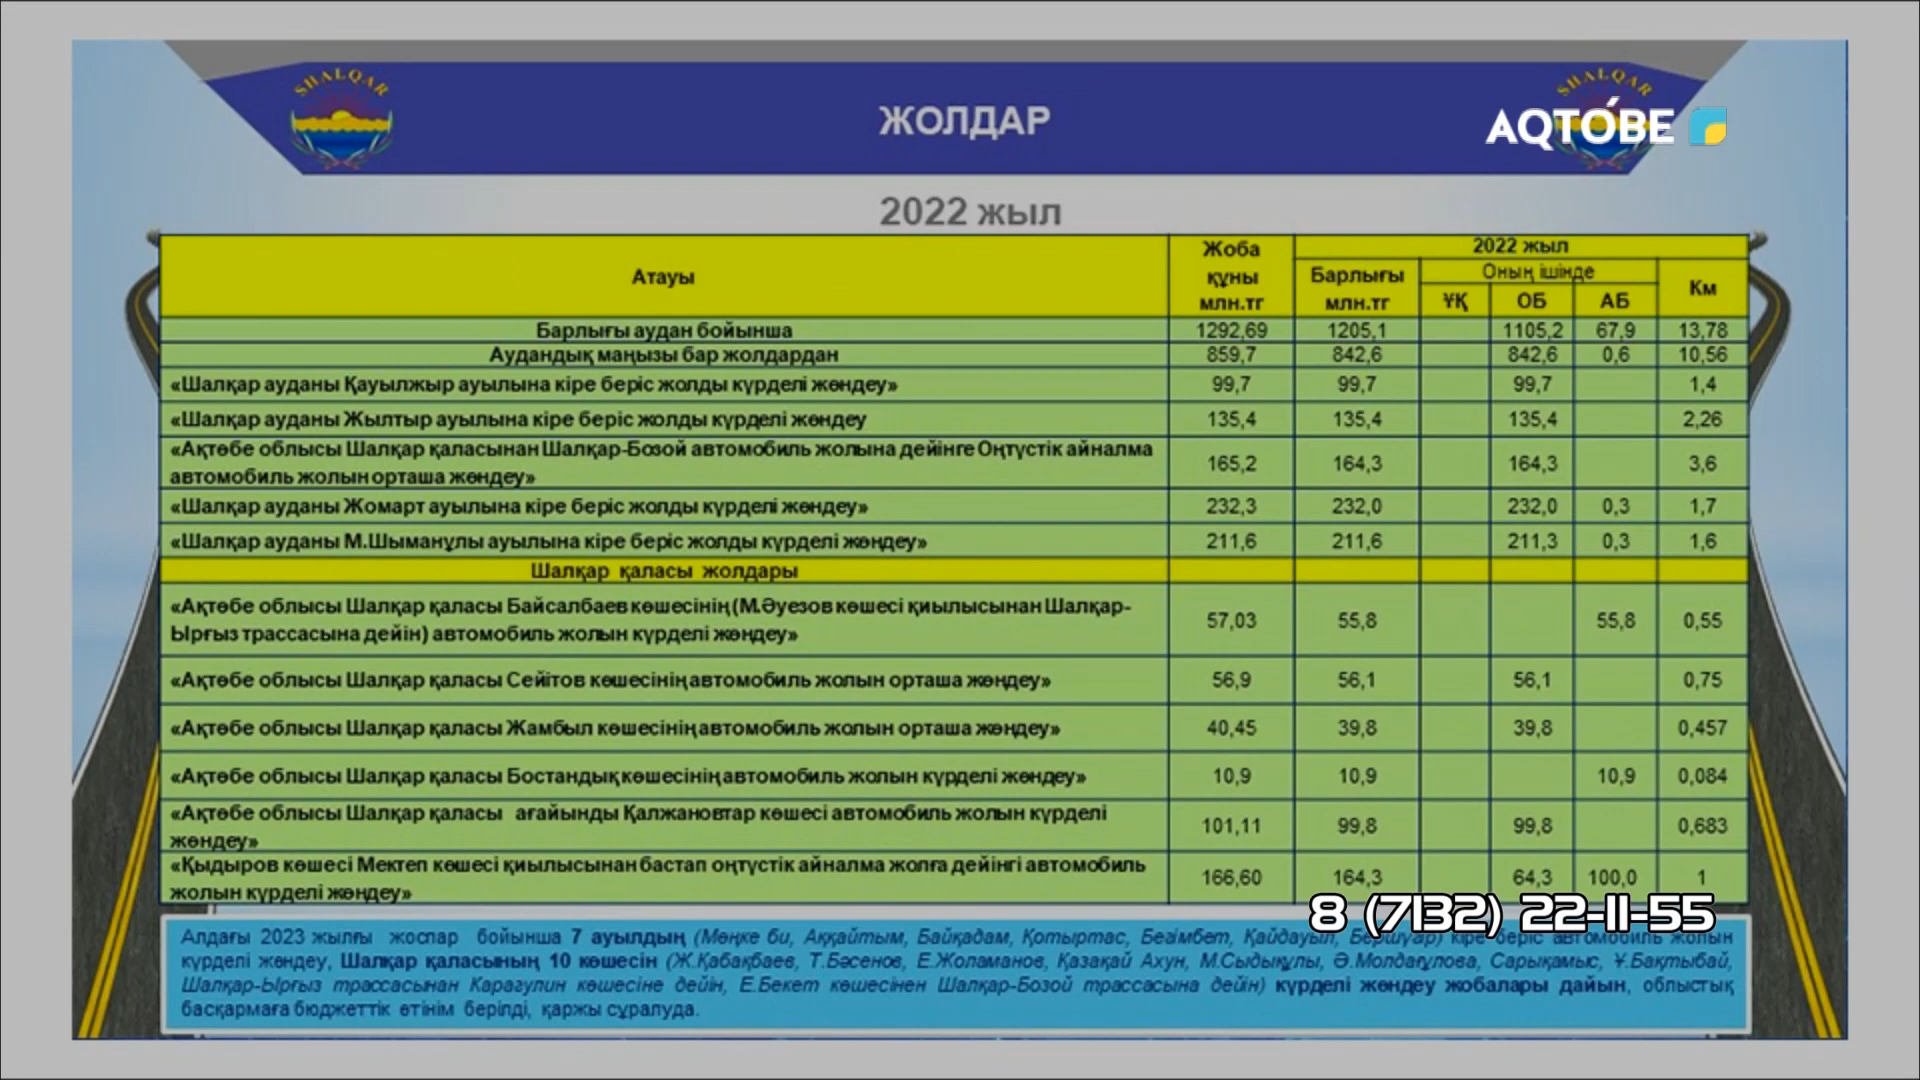 SHALQAR
SHALQAR
ЖОЛДАР
AQTÓBE
2022 жыл
Атауы
Жоба құны млн.тг
2022 жыл
Барлығы млн.тг
Оның ішінде
Км
ҰҚ ОБ АБ
Барлығы аудан бойынша 1292,69 1205,1 1105,2 67,9 13,78
Аудандық маңызы бар жолдардан 859,7 842,6 842,6 0,6 10,56
«Шалқар ауданы Қауылжыр ауылына кіре беріс жолды күрделі жөндеу» 99,7 99,7 99,7 1,4
«Шалқар ауданы Жылтыр ауылына кіре беріс жолды күрделі жөндеу 135,4 135,4 135,4 2,26
«Ақтөбе облысы Шалқар қаласынан Шалқар-Бозой автомобиль жолына дейінге Оңтүстік айналма
автомобиль жолын орташа жөндеу» 165,2 164,3 164,3 3,6
«Шалқар ауданы Жомарт ауылына кіре беріс жолды күрделі жөндеу» 232,3 232,0 232,0 0,3 1,7
«Шалқар ауданы М.Шыманұлы ауылына кіре беріс жолды күрделі жөндеу» 211,6 211,6 211,3 0,3 1,6
Шалқар қаласы жолдары
«Ақтөбе облысы Шалқар қаласы Байсалбаев көшесінің (М.Әуезов көшесі қиылысынан Шалқар-
Ырғыз трассасына дейін) автомобиль жолын күрделі жөндеу» 57,03 55,8 55,8 0,55
«Ақтөбе облысы Шалқар қаласы Сейітов көшесінің автомобиль жолын орташа жөндеу» 56,9 56,1 56,1 0,75
«Ақтөбе облысы Шалқар қаласы Жамбыл көшесінің автомобиль жолын орташа жөндеу» 40,45 39,8 39,8 0,457
«Ақтөбе облысы Шалқар қаласы Бостандық көшесінің автомобиль жолын күрделі жөндеу» 10,9 10,9 10,9 0,084
«Ақтөбе облысы Шалқар қаласы ағайынды Қалжановтар көшесі автомобиль жолын күрделі
жөндеу» 101,11 99,8 99,8 0,683
«Қыдыров көшесі Мектеп көшесі қиылысынан бастап оңтүстік айналма жолға дейінгі автомобиль
жолын күрделі жөндеу» 166,60 164,3 64,3 100,0 1
8 (7132) 22-11-55
Алдағы 2023 жылғы жоспар бойынша 7 ауылдың (Мөңке би, Аққайтым, Байқадам, Қотыртас, Бегімбет, Қайдауыл, Бершуар) кіре беріс автомобиль жолын
күрделі жөндеу, Шалқар қаласының 10 көшесін (Ж.Қабақбаев, Т.Бәсенов, Е.Жоламанов, Қазақай Ахун, М.Сыдықұлы, Ә.Молдағұлова, Сарықамыс, Ұ.Бақтыбай,
Шалқар-Ырғыз трассасынан Карагулин көшесіне дейін, Е.Бекет көшесінен Шалқар-Бозой трассасына дейін) күрделі жөндеу жобалары дайын, облыстық
басқармаға бюджеттік өтінім берілді, қаржы сұралуда.